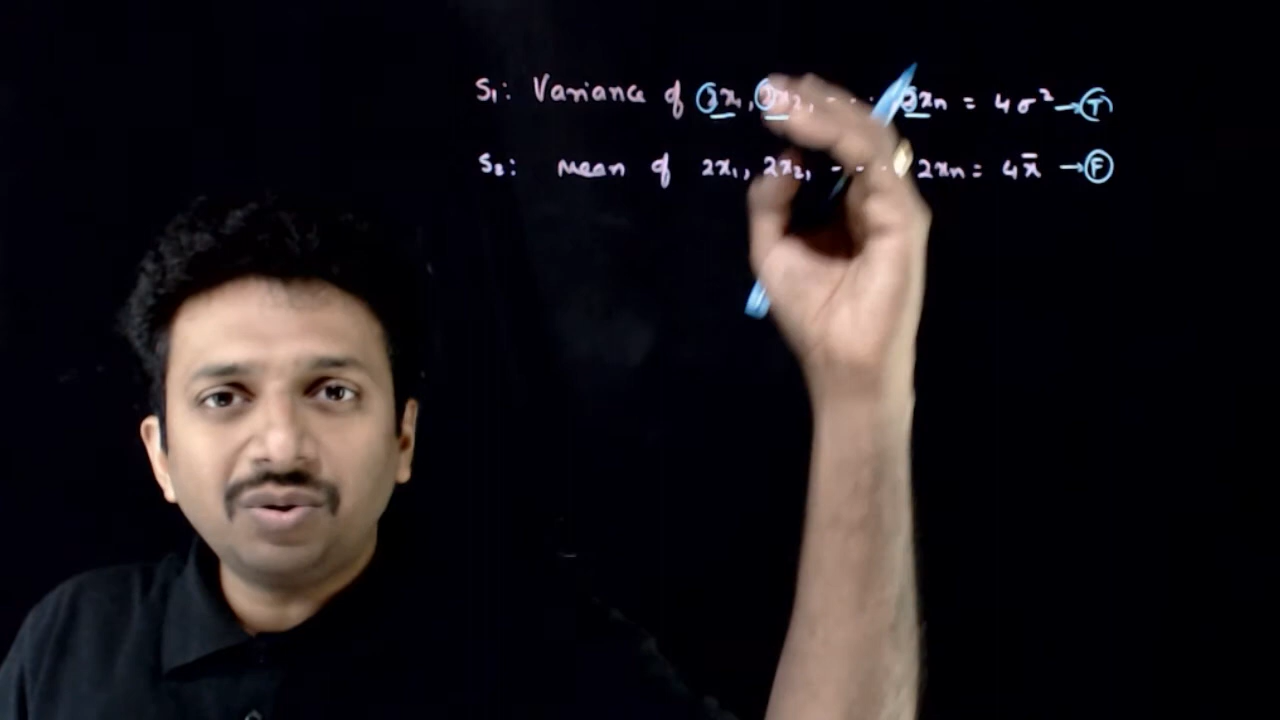 S₁: Variance of 2x₁, 2x₂, ... 2xₙ = 4σ² → T
S₂: Mean of 2x₁, 2x₂, ... 2xₙ = 4x̄ → F